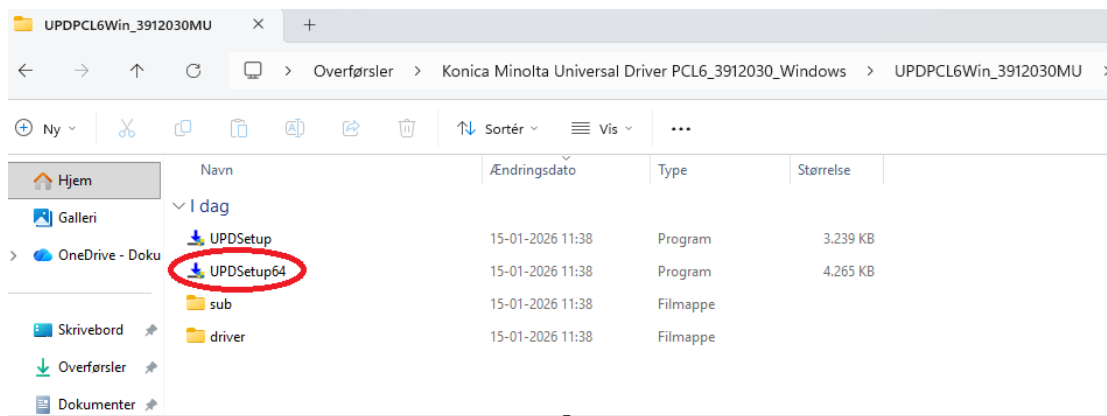 UPDPCL6Win_3912030MU
Overførsler > Konica Minolta Universal Driver PCL6_3912030_Windows > UPDPCL6Win_3912030MU >
Ny Sortér Vis ...
Navn Ændringsdato Type Størrelse
Hjem
I dag
Galleri
UPDSetup 15-01-2026 11:38 Program 3.239 KB
OneDrive - Doku
UPDSetup64 15-01-2026 11:38 Program 4.265 KB
sub 15-01-2026 11:38 Filmappe
Skrivebord
driver 15-01-2026 11:38 Filmappe
Overførsler
Dokumenter